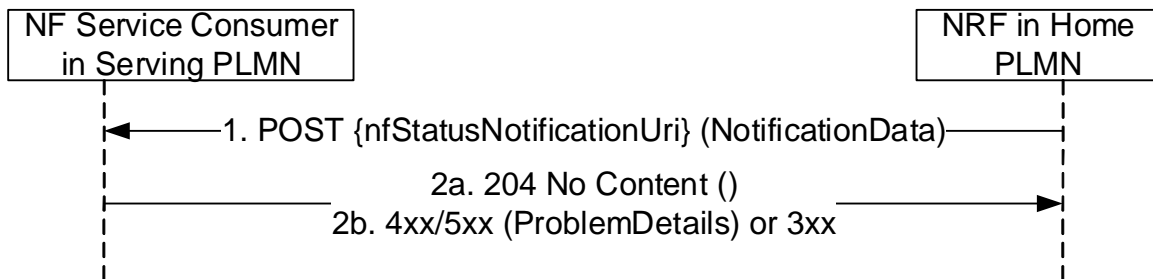 NF Service Consumer
in Serving PLMN
NRF in Home
PLMN
1. POST {nfStatusNotificationUri} (NotificationData)
2a. 204 No Content ()
2b. 4xx/5xx (ProblemDetails) or 3xx